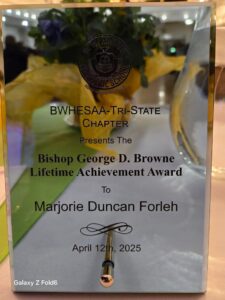 BWHESAA-TRI-STATE
CHAPTER
Presents The
Bishop George D. Browne
Lifetime Achievement Award
To
Marjorie Duncan Forleh
April 12th, 2025
Galaxy Z Fold6